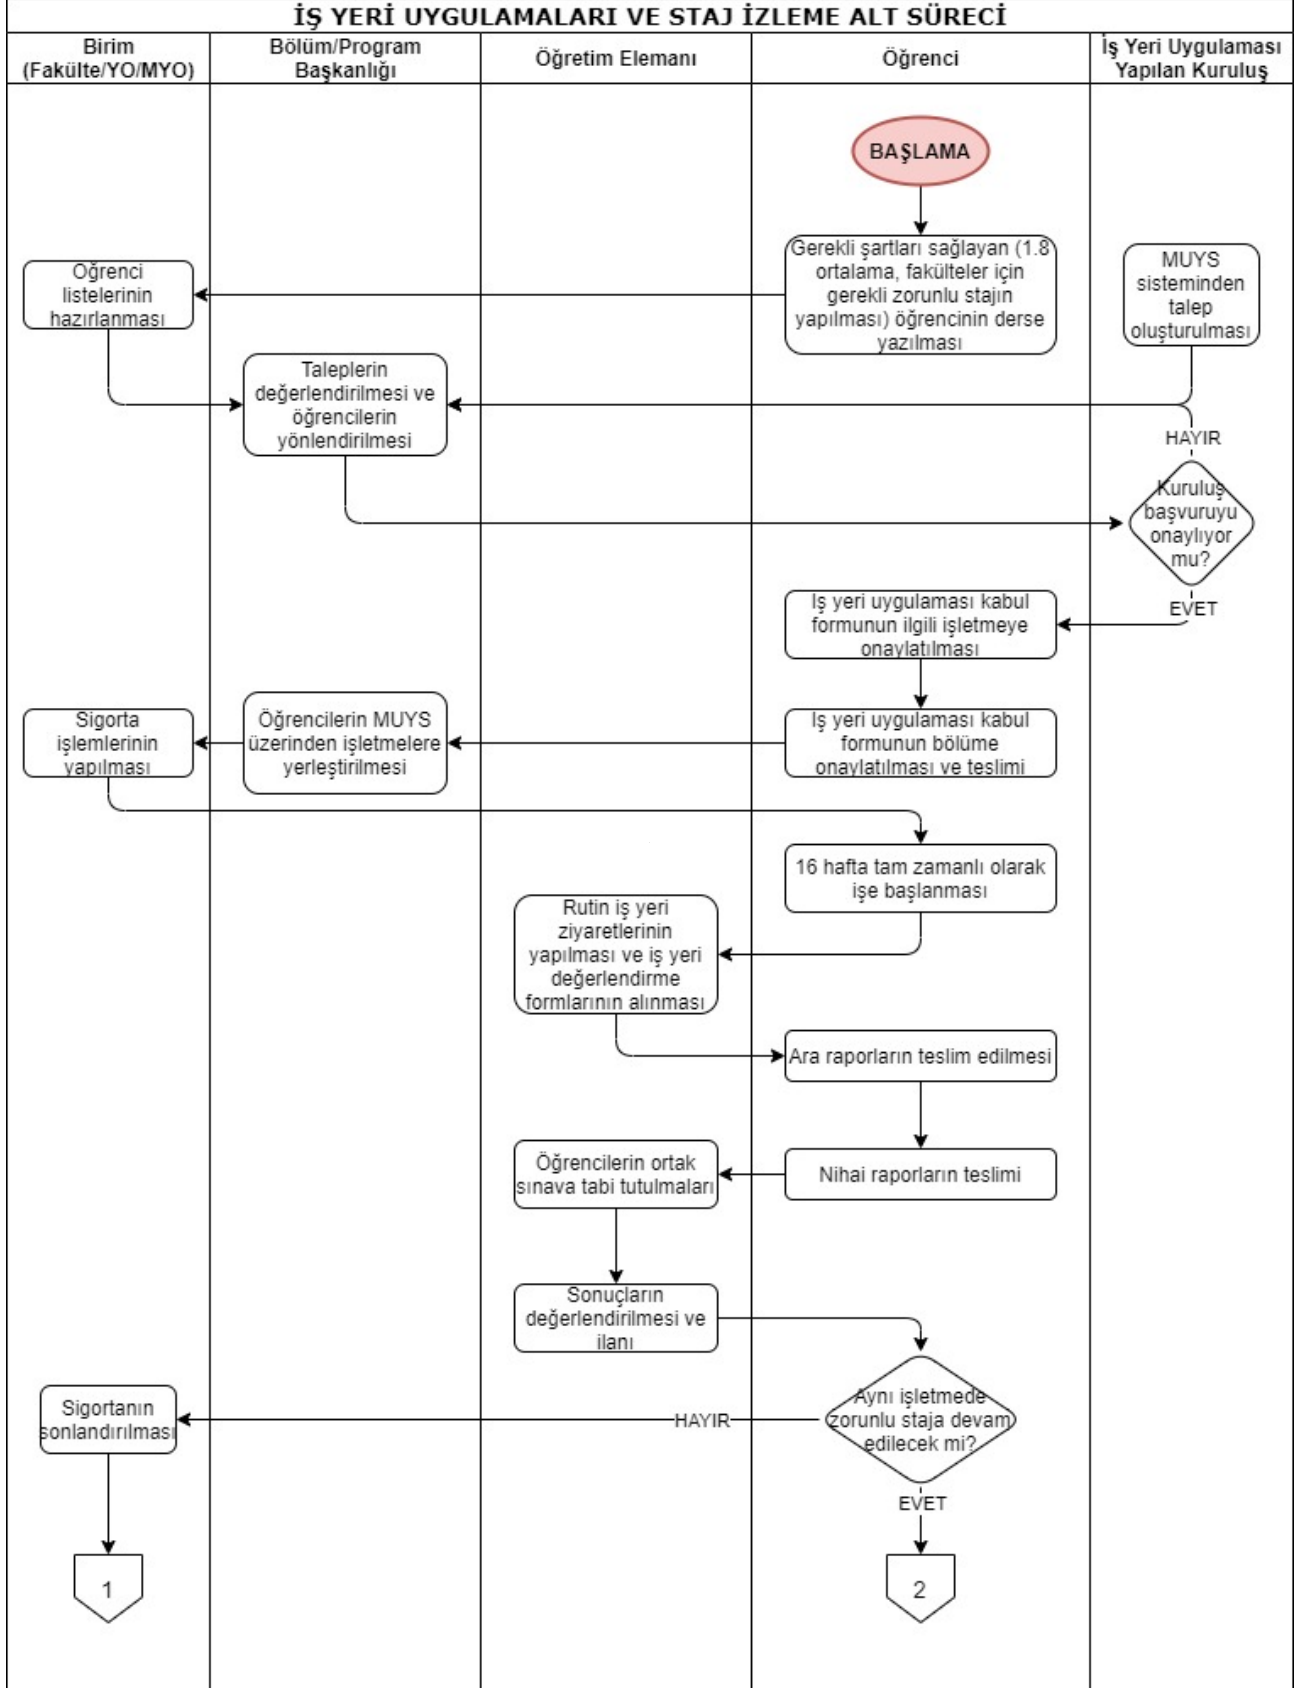 İŞ YERİ UYGULAMALARI VE STAJ İZLEME ALT SÜRECİ
Birim
(Fakülte/YO/MYO)
Bölüm/Program
Başkanlığı
Öğretim Elemanı
Öğrenci
İş Yeri Uygulaması
Yapılan Kuruluş
BAŞLAMA
Gerekli şartları sağlayan (1.8
ortalama, fakülteler için
gerekli zorunlu stajın
yapılması) öğrencinin derse
yazılması
MUYS
sisteminden
talep
oluşturulması
Öğrenci
listelerinin
hazırlanması
Taleplerin
değerlendirilmesi ve
öğrencilerin
yönlendirilmesi
HAYIR
Kuruluş
başvuruyu
onaylıyor
mu?
EVET
İş yeri uygulaması kabul
formunun ilgili işletmeye
onaylatılması
İş yeri uygulaması kabul
formunun bölüme
onaylatılması ve teslimi
Öğrencilerin MUYS
üzerinden işletmelere
yerleştirilmesi
Sigorta
işlemlerinin
yapılması
16 hafta tam zamanlı olarak
işe başlanması
Rutin iş yeri
ziyaretlerinin
yapılması ve iş yeri
değerlendirme
formlarının alınması
Ara raporların teslim edilmesi
Nihai raporların teslimi
Öğrencilerin ortak
sınava tabi tutulmaları
Sonuçların
değerlendirilmesi ve
ilanı
Aynı işletmede
zorunlu staja devam
edilecek mi?
HAYIR
Sigortanın
sonlandırılması
EVET
1
2